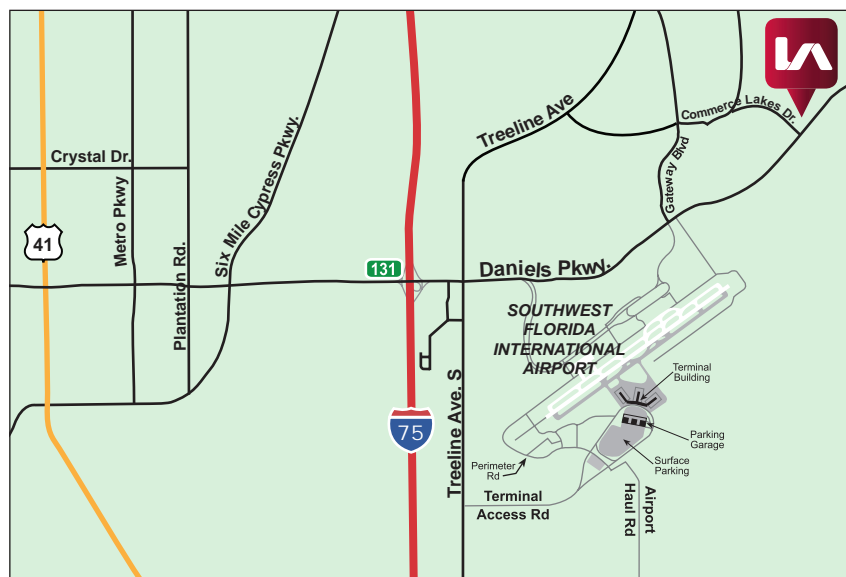 LA
Commerce Lakes Dr.
Treeline Ave
Crystal Dr.
Six Mile Cypress Pkwy.
Gateway Blvd
Metro Pkwy
41
Plantation Rd.
131
Daniels Pkwy.
SOUTHWEST
FLORIDA
INTERNATIONAL
AIRPORT
Terminal
Building
Treeline Ave. S
75
Parking
Garage
Perimeter
Rd
Surface
Parking
Terminal
Access Rd
Airport
Haul Rd